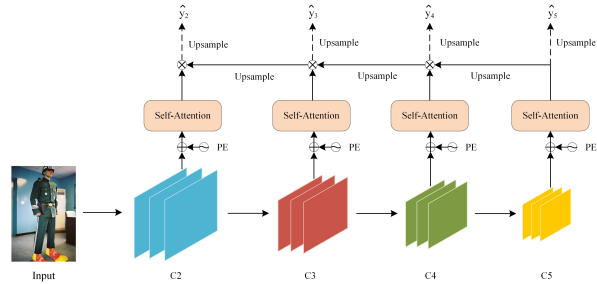 ŷ2 ŷ3 ŷ4 ŷ5
Upsample Upsample Upsample Upsample
Upsample Upsample Upsample
Self-Attention Self-Attention Self-Attention Self-Attention
PE PE PE PE
Input C2 C3 C4 C5